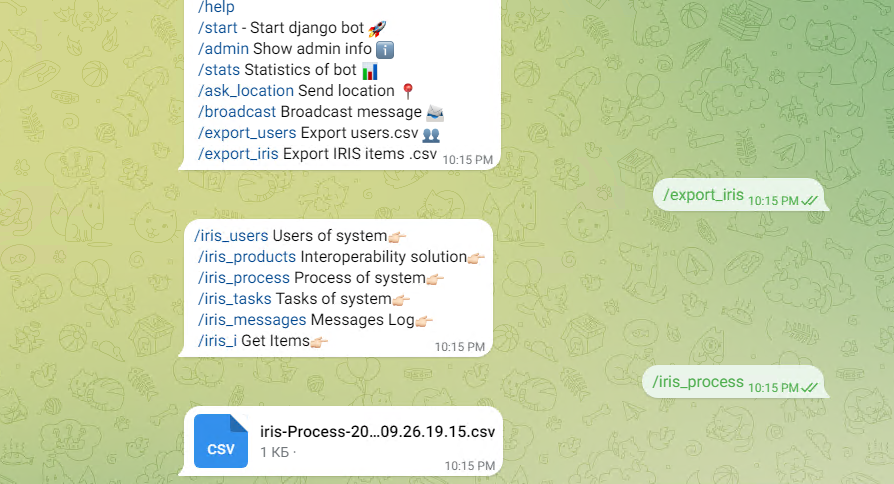 /help
/start - Start django bot 🚀
/admin Show admin info ℹ️
/stats Statistics of bot 📊
/ask_location Send location 📍
/broadcast Broadcast message 📨
/export_users Export users.csv 👥
/export_iris Export IRIS items .csv 10:15 PM
/export_iris 10:15 PM
/iris_users Users of system👉🏻
/iris_products Interoperability solution👉🏻
/iris_process Process of system👉🏻
/iris_tasks Tasks of system👉🏻
/iris_messages Messages Log👉🏻
/iris_i Get Items👉🏻 10:15 PM
/iris_process 10:15 PM
CSV
iris-Process-20...09.26.19.15.csv
1 КБ ·
10:15 PM